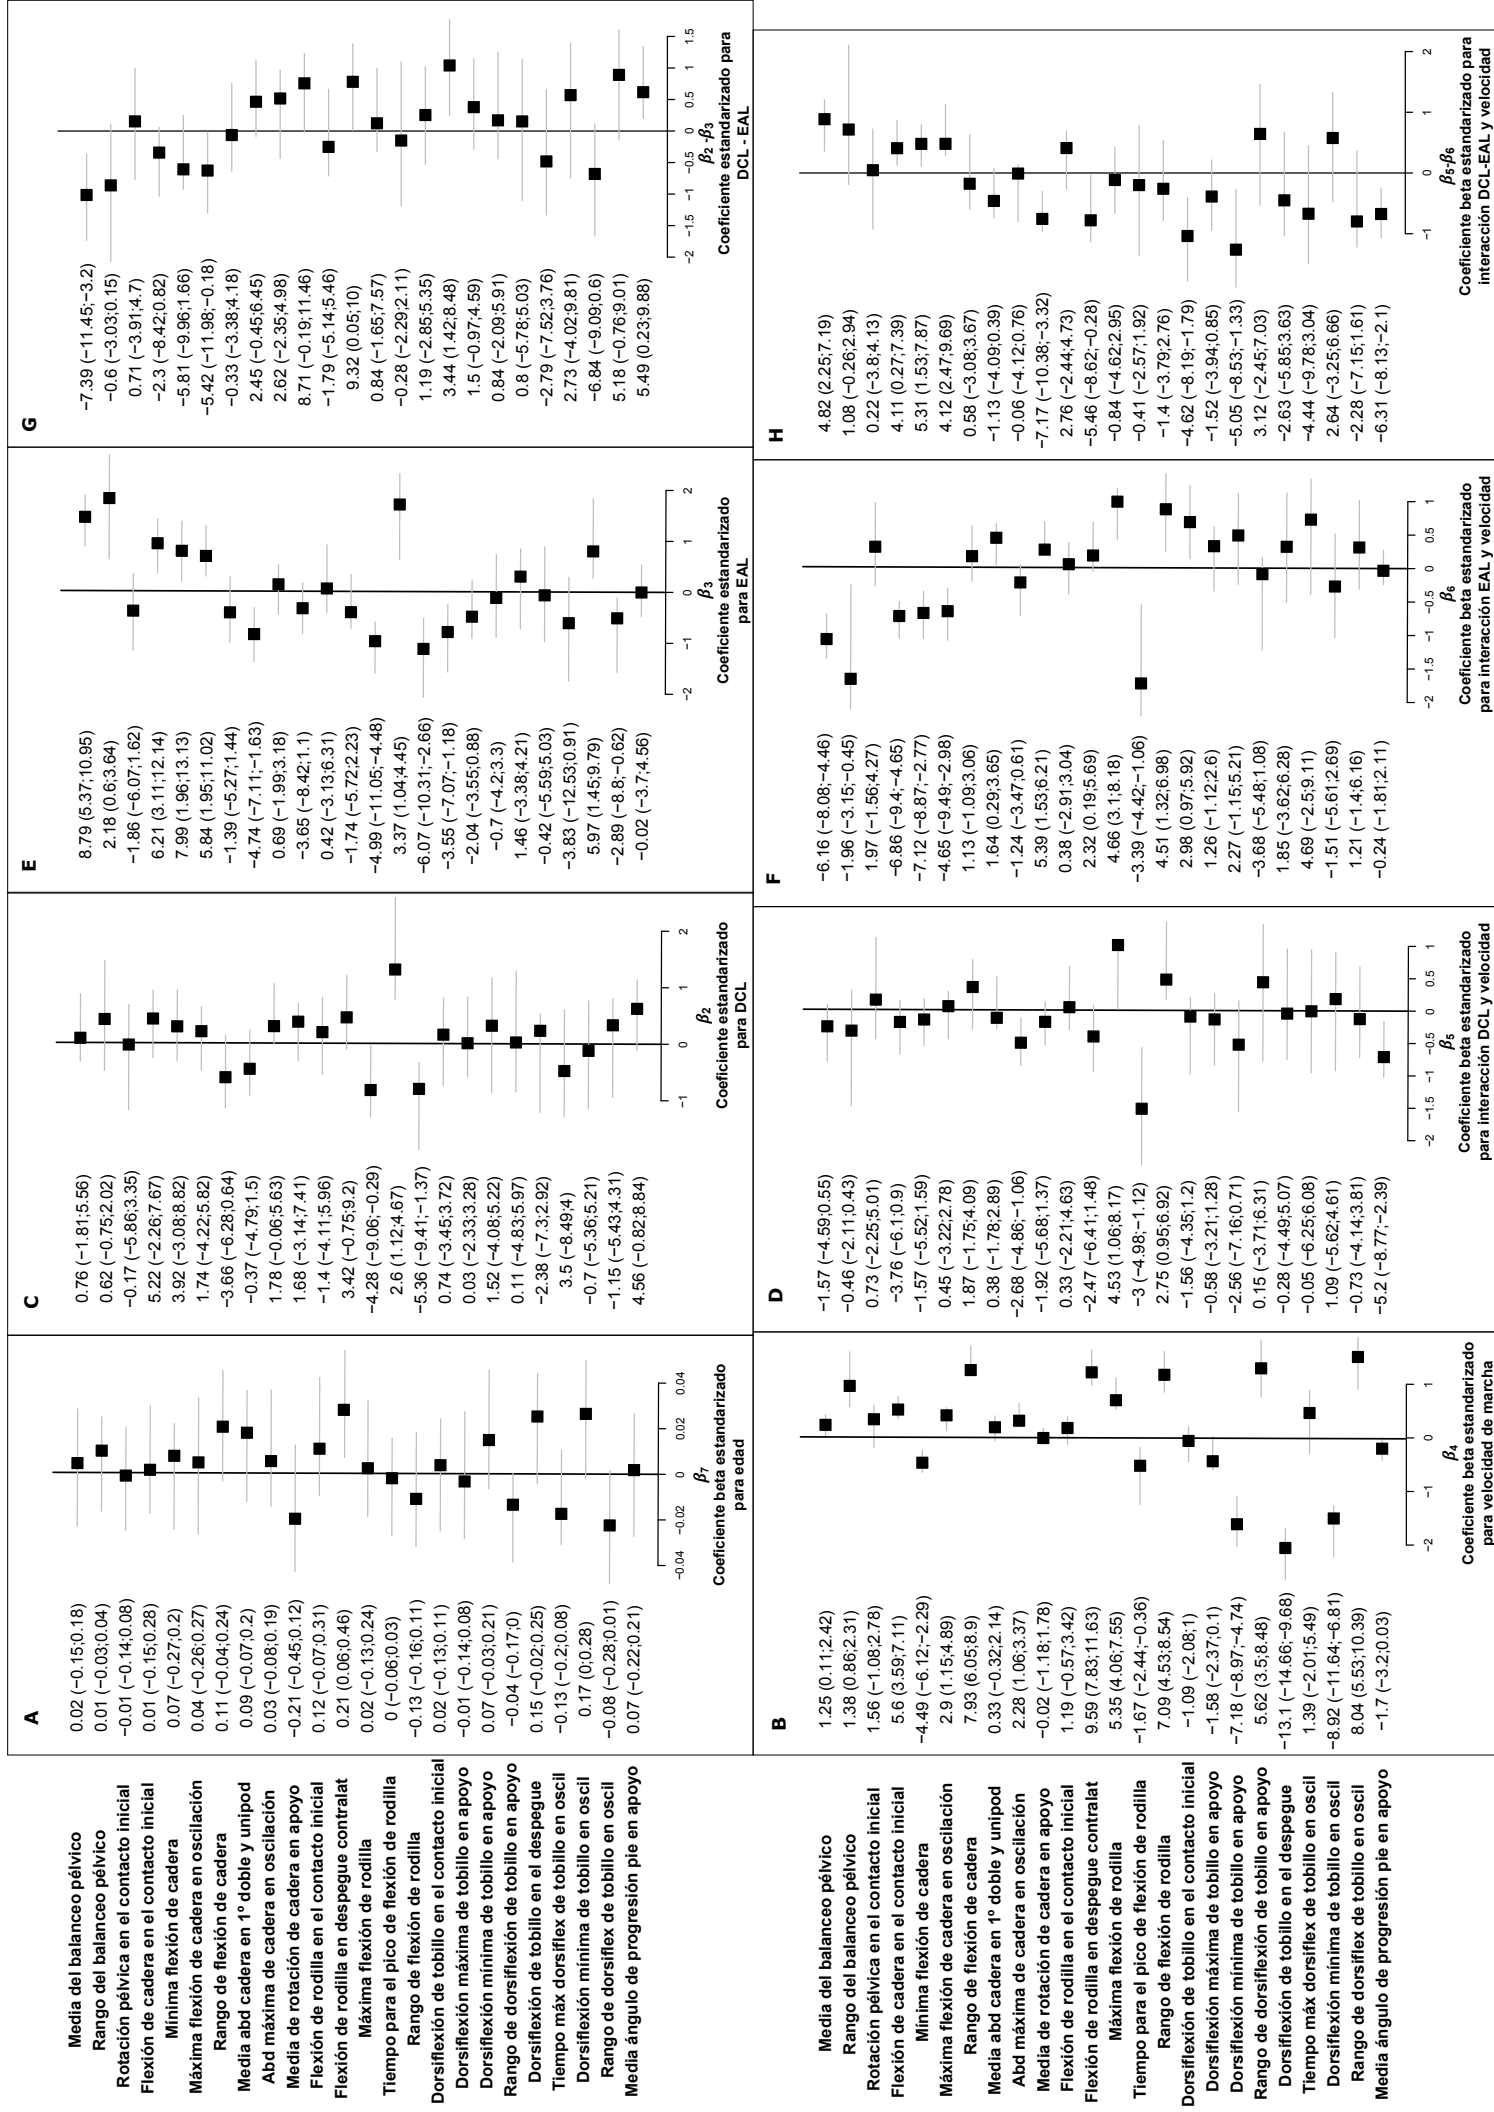 Media del balanceo pélvico
Rango del balanceo pélvico
Rotación pélvica en el contacto inicial
Flexión de cadera en el contacto inicial
Mínima flexión de cadera
Máxima flexión de cadera en oscilación
Rango de flexión de cadera
Media abd cadera en 1º doble y unipod
Abd máxima de cadera en oscilación
Media de rotación de cadera en apoyo
Flexión de rodilla en el contacto inicial
Flexión de rodilla en despegue contralat
Máxima flexión de rodilla
Tiempo para el pico de flexión de rodilla
Rango de flexión de rodilla
Dorsiflexión de tobillo en el contacto inicial
Dorsiflexión máxima de tobillo en apoyo
Dorsiflexión mínima de tobillo en apoyo
Rango de dorsiflexión de tobillo en apoyo
Dorsiflexión de tobillo en el despegue
Tiempo máx dorsiflex de tobillo en oscil
Dorsiflexión mínima de tobillo en oscil
Rango de dorsiflex de tobillo en oscil
Media ángulo de progresión pie en apoyo
A
0.02 (−0.15;0.18)
0.01 (−0.03;0.04)
−0.01 (−0.14;0.08)
0.01 (−0.15;0.28)
0.07 (−0.27;0.2)
0.04 (−0.26;0.27)
0.11 (−0.04;0.24)
0.09 (−0.07;0.2)
0.03 (−0.08;0.19)
−0.21 (−0.45;0.12)
0.12 (−0.07;0.31)
0.21 (0.06;0.46)
0.02 (−0.13;0.24)
0 (−0.06;0.03)
−0.13 (−0.16;0.11)
0.02 (−0.13;0.11)
−0.01 (−0.14;0.08)
0.07 (−0.03;0.21)
−0.04 (−0.17;0)
0.15 (−0.02;0.25)
−0.13 (−0.2;0.08)
0.17 (0;0.28)
−0.08 (−0.28;0.01)
0.07 (−0.22;0.21)
−0.04 −0.02 0 0.02 0.04
β7
Coeficiente beta estandarizado
para edad
C
0.76 (−1.81;5.56)
0.62 (−0.75;2.02)
−0.17 (−5.86;3.35)
5.22 (−2.26;7.67)
3.92 (−3.08;8.82)
1.74 (−4.22;5.82)
−3.66 (−6.28;0.64)
−0.37 (−4.79;1.5)
1.78 (−0.06;5.63)
1.68 (−3.14;7.41)
−1.4 (−4.11;5.96)
3.42 (−0.75;9.2)
−4.28 (−9.06;−0.29)
2.6 (1.12;4.67)
−5.36 (−9.41;−1.37)
0.74 (−3.45;3.72)
0.03 (−2.33;3.28)
1.52 (−4.08;5.22)
0.11 (−4.83;5.97)
−2.38 (−7.3;2.92)
3.5 (−8.49;4)
−0.7 (−5.36;5.21)
−1.15 (−5.43;4.31)
4.56 (−0.82;8.84)
−1 0 1 2
β2
Coeficiente beta estandarizado
para DCL
E
8.79 (5.37;10.95)
2.18 (0.6;3.64)
−1.86 (−6.07;1.62)
6.21 (3.11;12.14)
7.99 (1.96;13.13)
5.84 (1.95;11.02)
−1.39 (−5.27;1.44)
−4.74 (−7.11;−1.63)
0.69 (−1.99;3.18)
−3.65 (−8.42;1.1)
0.42 (−3.13;6.31)
−1.74 (−5.72;2.23)
−4.99 (−11.05;−4.48)
3.37 (1.04;4.45)
−6.07 (−10.31;−2.66)
−3.55 (−7.07;−1.18)
−2.04 (−3.55;0.88)
−0.7 (−4.2;3.3)
1.46 (−3.38;4.21)
−0.42 (−5.59;5.03)
−3.83 (−12.53;0.91)
5.97 (1.45;9.79)
−2.89 (−8.8;−0.62)
−0.02 (−3.7;4.56)
−2 −1 0 1 2
β3
Coeficiente estandarizado
para EAL
G
−7.39 (−11.45;−3.2)
−0.6 (−3.03;0.15)
0.71 (−3.91;4.7)
−2.3 (−8.42;0.82)
−5.81 (−9.96;1.66)
−5.42 (−11.98;−0.18)
−0.33 (−3.38;4.18)
2.45 (−0.45;6.45)
2.62 (−2.35;4.98)
8.71 (−0.19;11.46)
−1.79 (−5.14;5.46)
9.32 (0.05;10)
0.84 (−1.65;7.57)
−0.28 (−2.29;2.11)
1.19 (−2.85;5.35)
3.44 (1.42;8.48)
1.5 (−0.97;4.59)
0.84 (−2.09;5.91)
0.8 (−5.78;5.03)
−2.79 (−7.52;3.76)
2.73 (−4.02;9.81)
−6.84 (−9.09;0.6)
5.18 (−0.76;9.01)
5.49 (0.23;9.88)
−2 −1.5 −1 −0.5 0 0.5 1 1.5
β2 -β3
Coeficiente estandarizado para
DCL - EAL
Media del balanceo pélvico
Rango del balanceo pélvico
Rotación pélvica en el contacto inicial
Flexión de cadera en el contacto inicial
Mínima flexión de cadera
Máxima flexión de cadera en oscilación
Rango de flexión de cadera
Media abd cadera en 1º doble y unipod
Abd máxima de cadera en oscilación
Media de rotación de cadera en apoyo
Flexión de rodilla en el contacto inicial
Flexión de rodilla en despegue contralat
Máxima flexión de rodilla
Tiempo para el pico de flexión de rodilla
Rango de flexión de rodilla
Dorsiflexión de tobillo en el contacto inicial
Dorsiflexión máxima de tobillo en apoyo
Dorsiflexión mínima de tobillo en apoyo
Rango de dorsiflexión de tobillo en apoyo
Dorsiflexión de tobillo en el despegue
Tiempo máx dorsiflex de tobillo en oscil
Dorsiflexión mínima de tobillo en oscil
Rango de dorsiflex de tobillo en oscil
Media ángulo de progresión pie en apoyo
B
1.25 (0.11;2.42)
1.38 (0.86;2.31)
1.56 (−1.08;2.78)
5.6 (3.59;7.11)
−4.49 (−6.12;−2.29)
2.9 (1.15;4.89)
7.93 (6.05;8.9)
0.33 (−0.32;2.14)
2.28 (1.06;3.37)
−0.02 (−1.18;1.78)
1.19 (−0.57;3.42)
9.59 (7.83;11.63)
5.35 (4.06;7.55)
−1.67 (−2.44;−0.36)
7.09 (4.53;8.54)
−1.09 (−2.08;1)
−1.58 (−2.37;0.1)
−7.18 (−8.97;−4.74)
5.62 (3.5;8.48)
−13.1 (−14.66;−9.68)
1.39 (−2.01;5.49)
−8.92 (−11.64;−6.81)
8.04 (5.53;10.39)
−1.7 (−3.2;0.03)
−2 −1 0 1
β4
Coeficiente beta estandarizado
para velocidad de marcha
D
−1.57 (−4.59;0.55)
−0.46 (−2.11;0.43)
0.73 (−2.25;5.01)
−3.76 (−6.1;0.9)
−1.57 (−5.52;1.59)
0.45 (−3.22;2.78)
1.87 (−1.75;4.09)
0.38 (−1.78;2.89)
−2.68 (−4.86;−1.06)
−1.92 (−5.68;1.37)
0.33 (−2.21;4.63)
−2.47 (−6.41;1.48)
4.53 (1.06;8.17)
−3 (−4.98;−1.12)
2.75 (0.95;6.92)
−1.56 (−4.35;1.2)
−0.58 (−3.21;1.28)
−2.56 (−7.16;0.71)
0.15 (−3.71;6.31)
−0.28 (−4.49;5.07)
−0.05 (−6.25;6.08)
1.09 (−5.62;4.61)
−0.73 (−4.14;3.81)
−5.2 (−8.77;−2.39)
−2 −1.5 −1 −0.5 0 0.5 1
β5
Coeficiente beta estandarizado
para interacción DCL y velocidad
F
−6.16 (−8.08;−4.46)
−1.96 (−3.15;−0.45)
1.97 (−1.56;4.27)
−6.86 (−9.4;−4.65)
−7.12 (−8.87;−2.77)
−4.65 (−9.49;−2.98)
1.13 (−1.09;3.06)
1.64 (0.29;3.65)
−1.24 (−3.47;0.61)
5.39 (1.53;6.21)
0.38 (−2.91;3.04)
2.32 (0.19;5.69)
4.66 (3.1;8.18)
−3.39 (−4.42;−1.06)
4.51 (1.32;6.98)
2.98 (0.97;5.92)
1.26 (−1.12;2.6)
2.27 (−1.15;5.21)
−3.68 (−5.48;1.08)
1.85 (−3.62;6.28)
4.69 (−2.5;9.11)
−1.51 (−5.61;2.69)
1.21 (−1.4;6.16)
−0.24 (−1.81;2.11)
−2 −1.5 −1 −0.5 0 0.5 1
β6
Coeficiente beta estandarizado
para interacción EAL y velocidad
H
4.82 (2.25;7.19)
1.08 (−0.26;2.94)
0.22 (−3.8;4.13)
4.11 (0.27;7.39)
5.31 (1.53;7.87)
4.12 (2.47;9.69)
0.58 (−3.08;3.67)
−1.13 (−4.09;0.39)
−0.06 (−4.12;0.76)
−7.17 (−10.38;−3.32)
2.76 (−2.44;4.73)
−5.46 (−8.62;−0.28)
−0.84 (−4.62;2.95)
−0.41 (−2.57;1.92)
−1.4 (−3.79;2.76)
−4.62 (−8.19;−1.79)
−1.52 (−3.94;0.85)
−5.05 (−8.53;−1.33)
3.12 (−2.45;7.03)
−2.63 (−5.85;3.63)
−4.44 (−9.78;3.04)
2.64 (−3.25;6.66)
−2.28 (−7.15;1.61)
−6.31 (−8.13;−2.1)
−1 0 1 2
β5-β6
Coeficiente beta estandarizado para
interacción DCL-EAL y velocidad